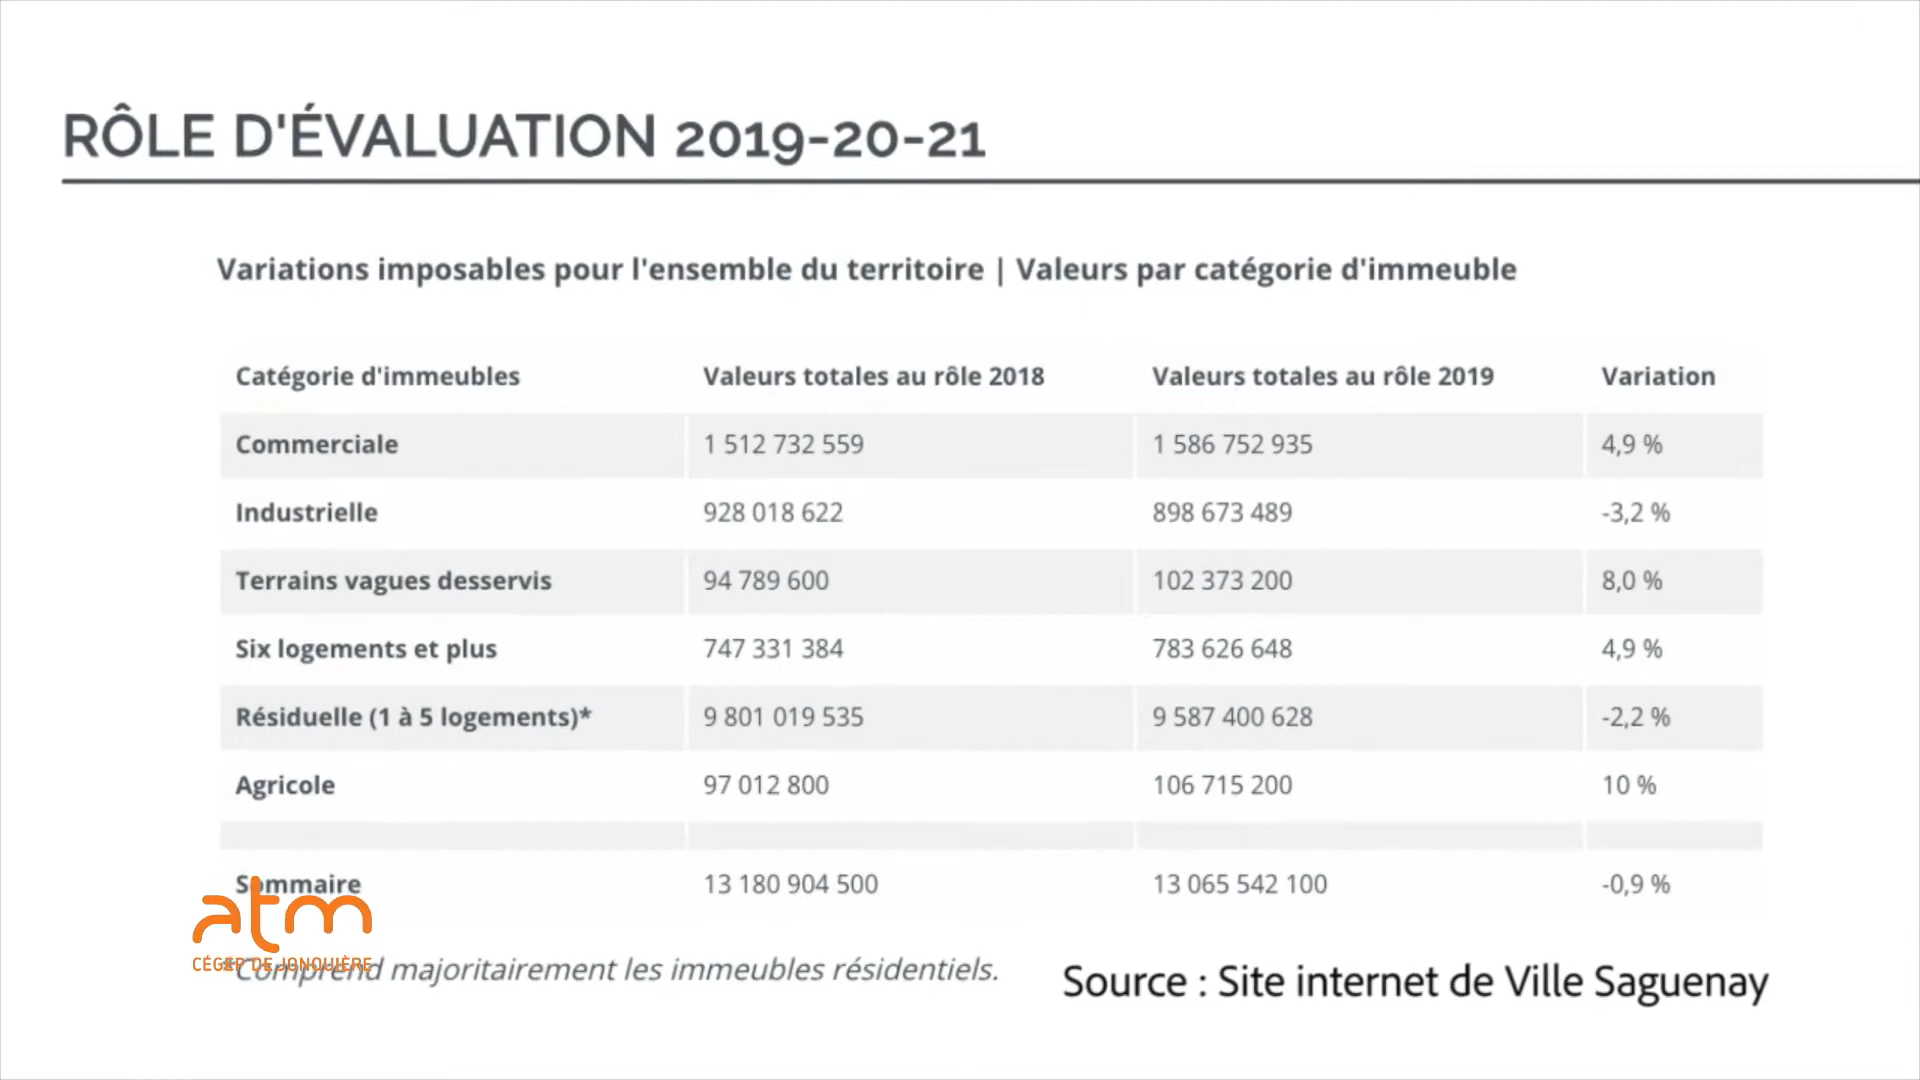 RÔLE D'ÉVALUATION 2019-20-21
Variations imposables pour l'ensemble du territoire | Valeurs par catégorie d'immeuble
Catégorie d'immeubles Valeurs totales au rôle 2018 Valeurs totales au rôle 2019 Variation
Commerciale 1 512 732 559 1 586 752 935 4,9 %
Industrielle 928 018 622 898 673 489 -3,2 %
Terrains vagues desservis 94 789 600 102 373 200 8,0 %
Six logements et plus 747 331 384 783 626 648 4,9 %
Résiduelle (1 à 5 logements)* 9 801 019 535 9 587 400 628 -2,2 %
Agricole 97 012 800 106 715 200 10 %
Sommaire 13 180 904 500 13 065 542 100 -0,9 %
atm
CÉGEP DE JONQUIÈRE
*Comprend majoritairement les immeubles résidentiels.
Source : Site internet de Ville Saguenay